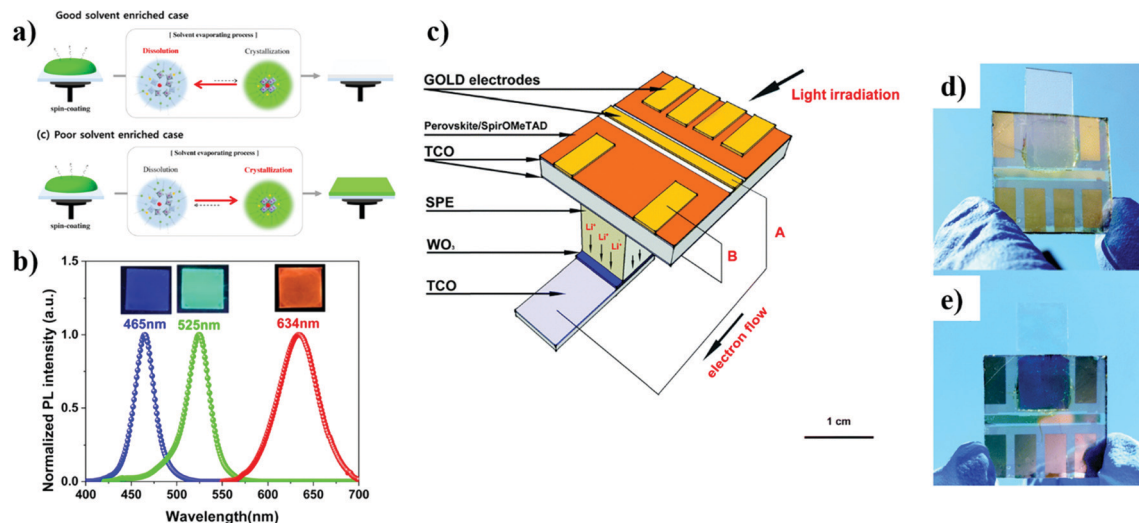 a)
Good solvent enriched case
[ Solvent evaporating process ]
Dissolution
Crystallization
spin-coating
(c) Poor solvent enriched case
[ Solvent evaporating process ]
Dissolution
Crystallization
spin-coating
b)
Normalized PL intensity (a.u.)
1.5
1.0
0.5
0.0
465nm
525nm
634nm
400
450
500
550
600
650
700
Wavelength(nm)
c)
GOLD electrodes
Light irradiation
Perovskite/SpirOMeTAD
TCO
SPE
Li⁺ Li⁺
Li⁺
WO₃
TCO
A
B
electron flow
1 cm
d)
e)